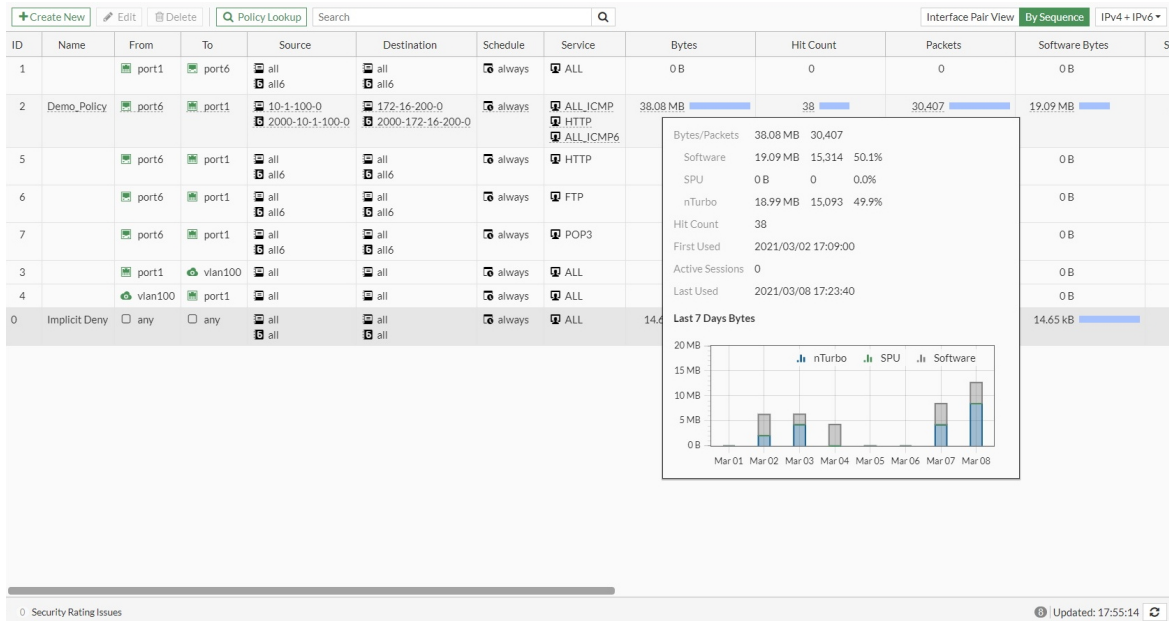 Create New Edit Delete Policy Lookup Search Interface Pair View By Sequence IPv4 + IPv6
ID Name From To Source Destination Schedule Service Bytes Hit Count Packets Software Bytes S
1 port1 port6 all all always ALL 0 B 0 0 0 B
all6 all6
2 Demo_Policy port6 port1 10-1-100-0 172-16-200-0 always ALL_ICMP 38.08 MB 38 30,407 19.09 MB
2000-10-1-100-0 2000-172-16-200-0 HTTP
ALL_ICMP6
5 port6 port1 all all always HTTP 0 B
all6 all6
6 port6 port1 all all always FTP 0 B
all6 all6
7 port6 port1 all all always POP3 0 B
all6 all6
3 port1 vlan100 all all always ALL 0 B
4 vlan100 port1 all all always ALL 0 B
0 Implicit Deny any any all all always ALL 14.6 14.65 kB
all all
Bytes/Packets 38.08 MB 30,407
Software 19.09 MB 15,314 50.1%
SPU 0 B 0 0.0%
nTurbo 18.99 MB 15,093 49.9%
Hit Count 38
First Used 2021/03/02 17:09:00
Active Sessions 0
Last Used 2021/03/08 17:23:40
Last 7 Days Bytes
nTurbo SPU Software
20 MB
15 MB
10 MB
5 MB
0 B
Mar 01 Mar 02 Mar 03 Mar 04 Mar 05 Mar 06 Mar 07 Mar 08
0 Security Rating Issues 8 Updated: 17:55:14